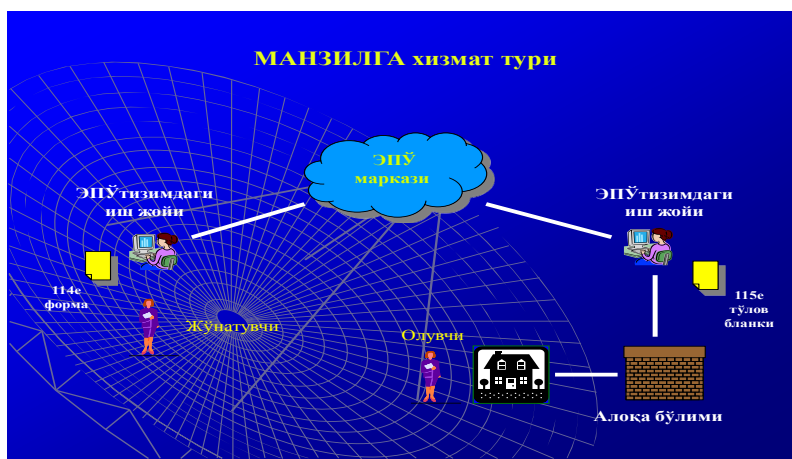 МАНЗИЛГА хизмат тури
ЭПЎ
маркази
ЭПЎтизимдаги
иш жойи
ЭПЎтизимдаги
иш жойи
114е
форма
115е
тўлов
бланки
Жўнатувчи
Олувчи
Алоқа бўлими